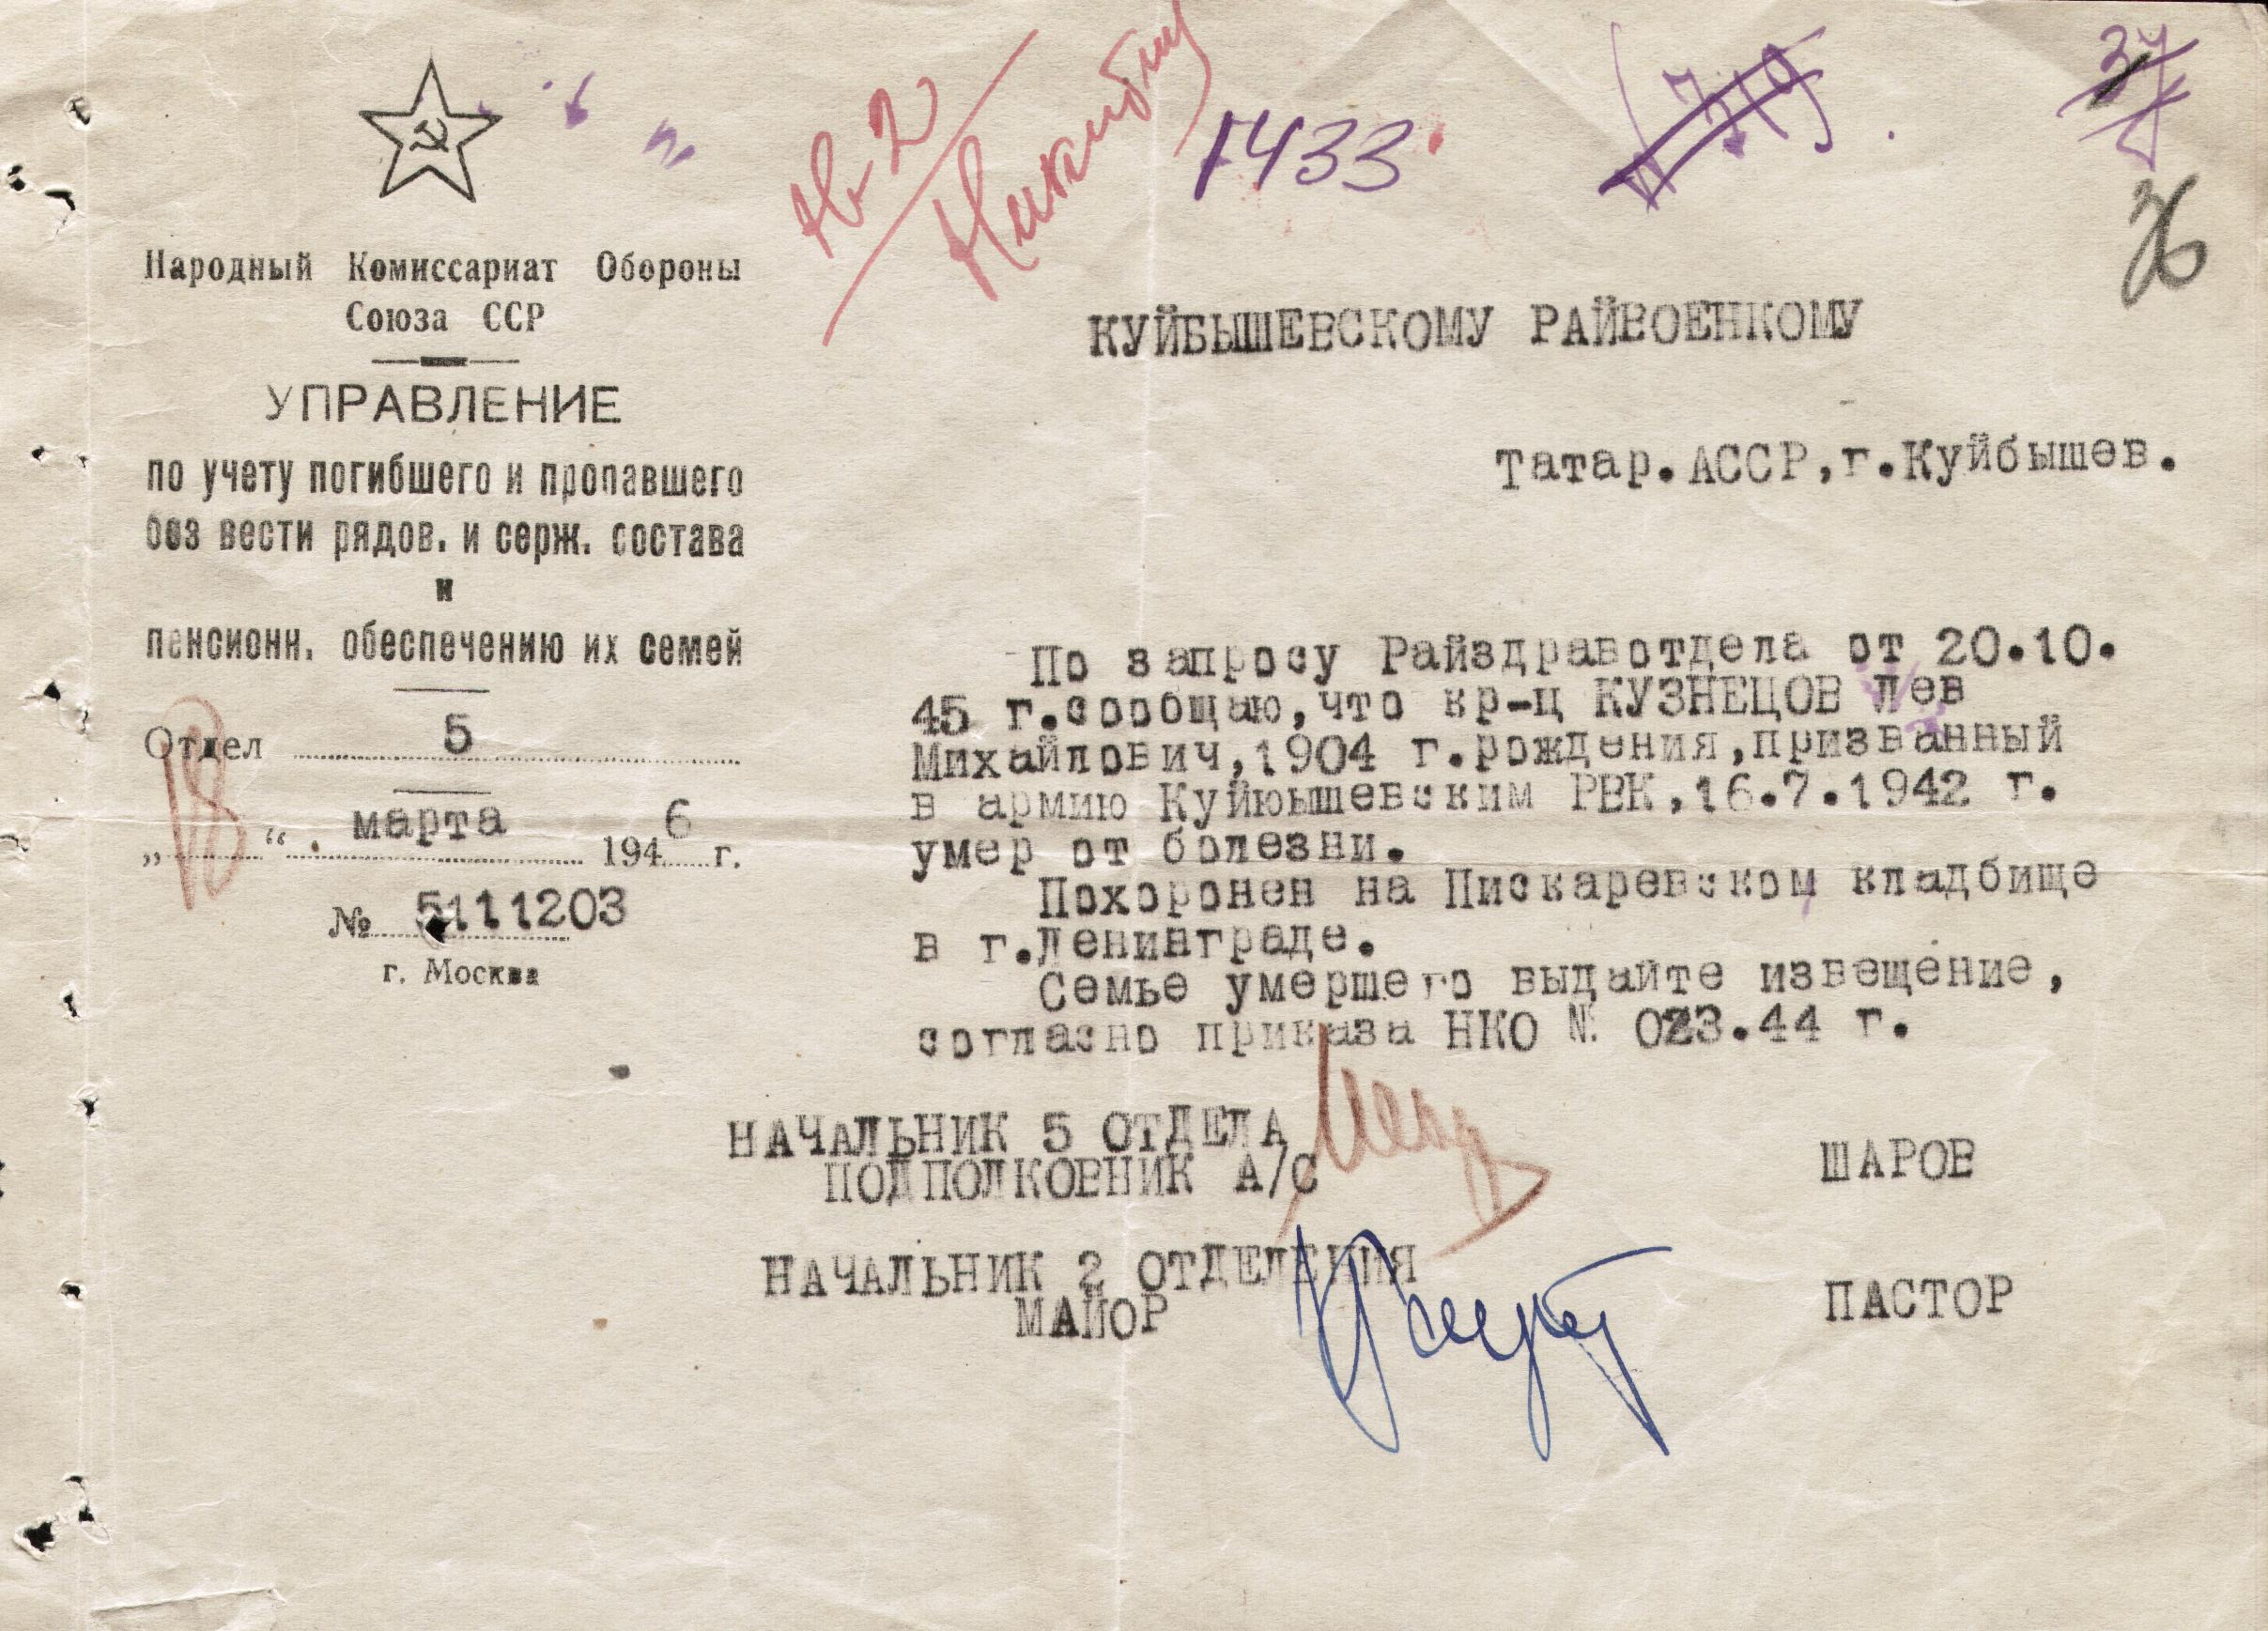 1433
36
Народный Комиссариат Обороны
Союза ССР
УПРАВЛЕНИЕ
по учету погибшего и пропавшего
без вести рядов. и серж. состава
и
пенсионн. обеспечению их семей
Отдел 5
„18“ марта 1946 г.
№ 5111203
г. Москва
КУЙБЫШЕВСКОМУ РАЙВОЕНКОМУ
Татар.АССР,г.Куйбышев.
По запросу Райздравотдела от 20.10.
45 г.сообщаю,что кр-ц КУЗНЕЦОВ Лев
Михайлович,1904 г.рождения,призванный
в армию Куйюышевским РВК,16.7.1942 г.
умер от болезни.
Похоронен на Пискаревском кладбище
в г.Ленинграде.
Семье умершего выдайте извещение,
согласно приказа НКО № 023.44 г.
НАЧАЛЬНИК 5 ОТДЕЛА
ПОДПОЛКОВНИК А/С ШАРОВ
НАЧАЛЬНИК 2 ОТДЕЛЕНИЯ
МАЙОР ПАСТОР